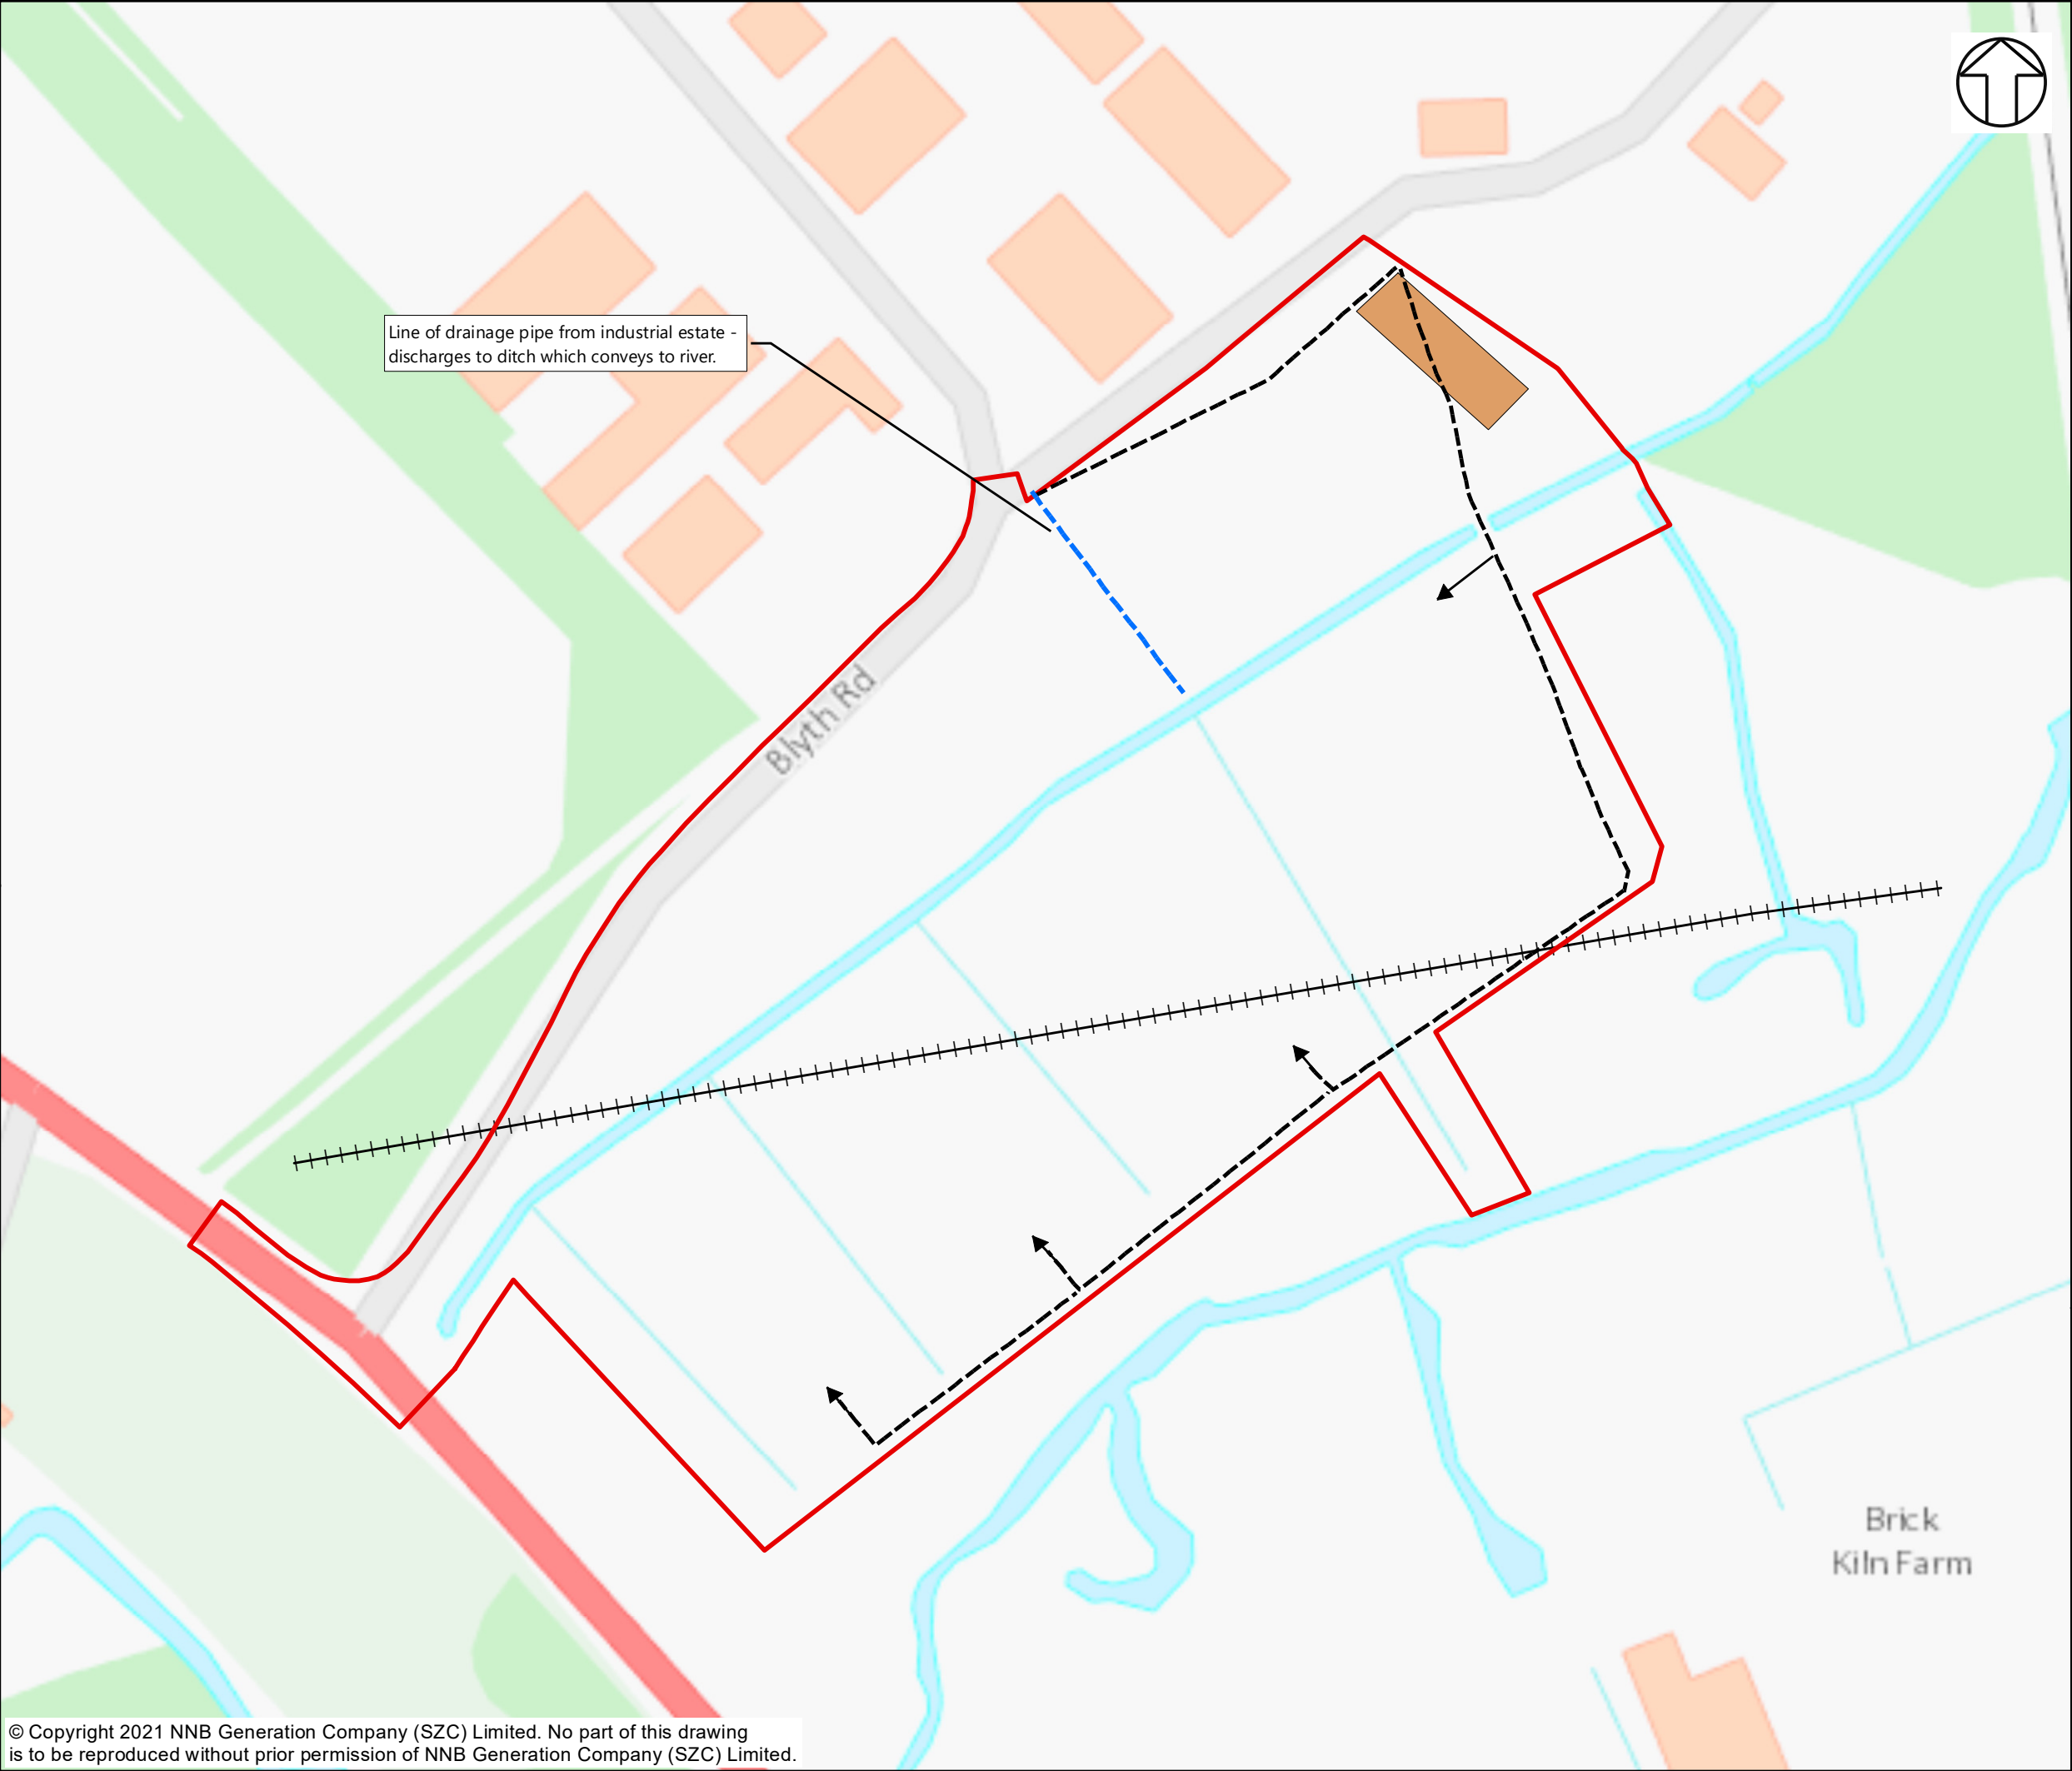 Line of drainage pipe from industrial estate -
discharges to ditch which conveys to river.
Blyth Rd
Brick
Kiln Farm
© Copyright 2021 NNB Generation Company (SZC) Limited. No part of this drawing
is to be reproduced without prior permission of NNB Generation Company (SZC) Limited.